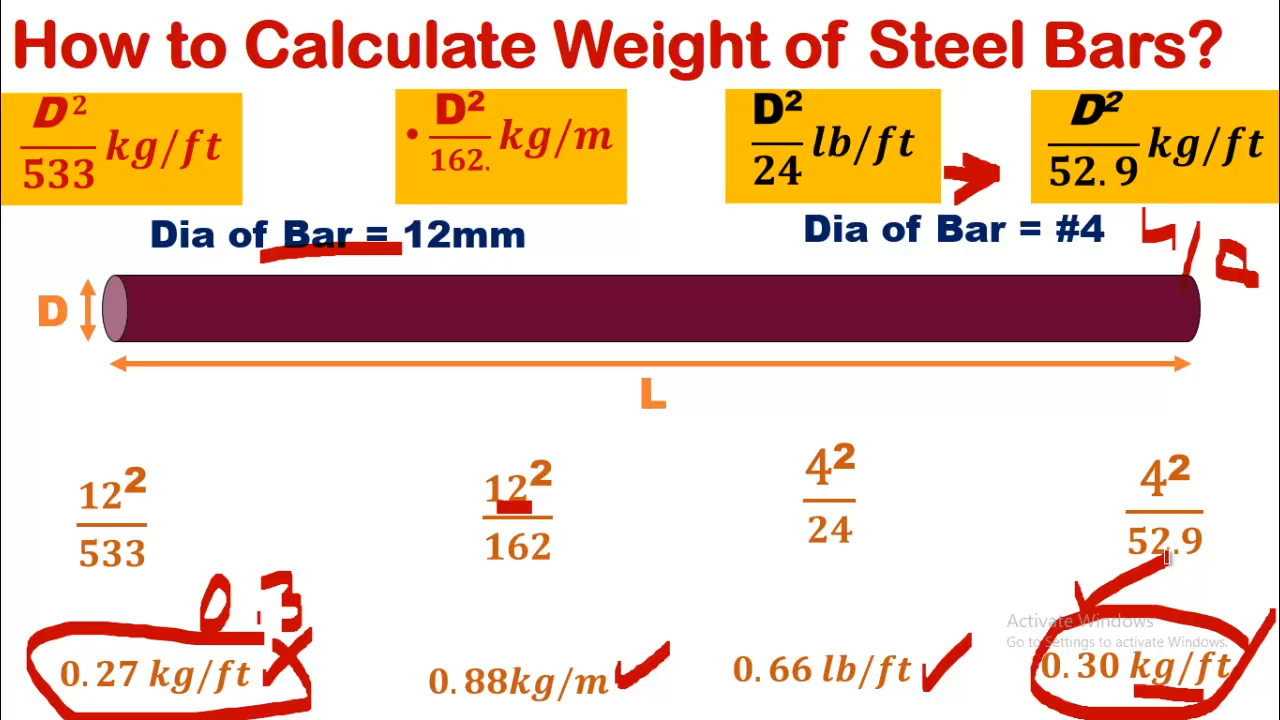 How to Calculate Weight of Steel Bars?
D²/533 kg/ft
• D²/162. kg/m
D²/24 lb/ft
D²/52.9 kg/ft
Dia of Bar = 12mm
Dia of Bar = #4
4/8
D
L
12²/533
12²/162
4²/24
4²/52.9
0.3
0.27 kg/ft
0.88kg/m
0.66 lb/ft
0.30 kg/ft
Activate Windows
Go to Settings to activate Windows.